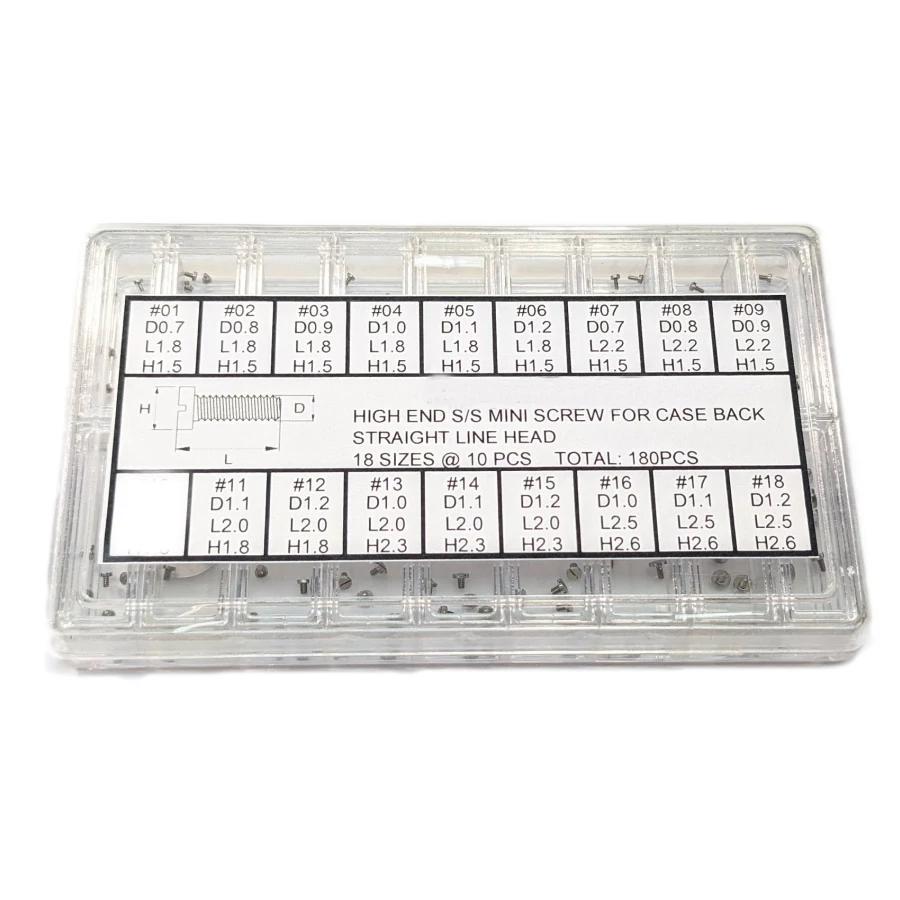 #01 #02 #03 #04 #05 #06 #07 #08 #09
D0.7 D0.8 D0.9 D1.0 D1.1 D1.2 D0.7 D0.8 D0.9
L1.8 L1.8 L1.8 L1.8 L1.8 L1.8 L2.2 L2.2 L2.2
H1.5 H1.5 H1.5 H1.5 H1.5 H1.5 H1.5 H1.5 H1.5
H D
L
HIGH END S/S MINI SCREW FOR CASE BACK
STRAIGHT LINE HEAD
18 SIZES @ 10 PCS TOTAL: 180PCS
#11 #12 #13 #14 #15 #16 #17 #18
D1.1 D1.2 D1.0 D1.1 D1.2 D1.0 D1.1 D1.2
L2.0 L2.0 L2.0 L2.0 L2.0 L2.5 L2.5 L2.5
H1.8 H1.8 H2.3 H2.3 H2.3 H2.6 H2.6 H2.6